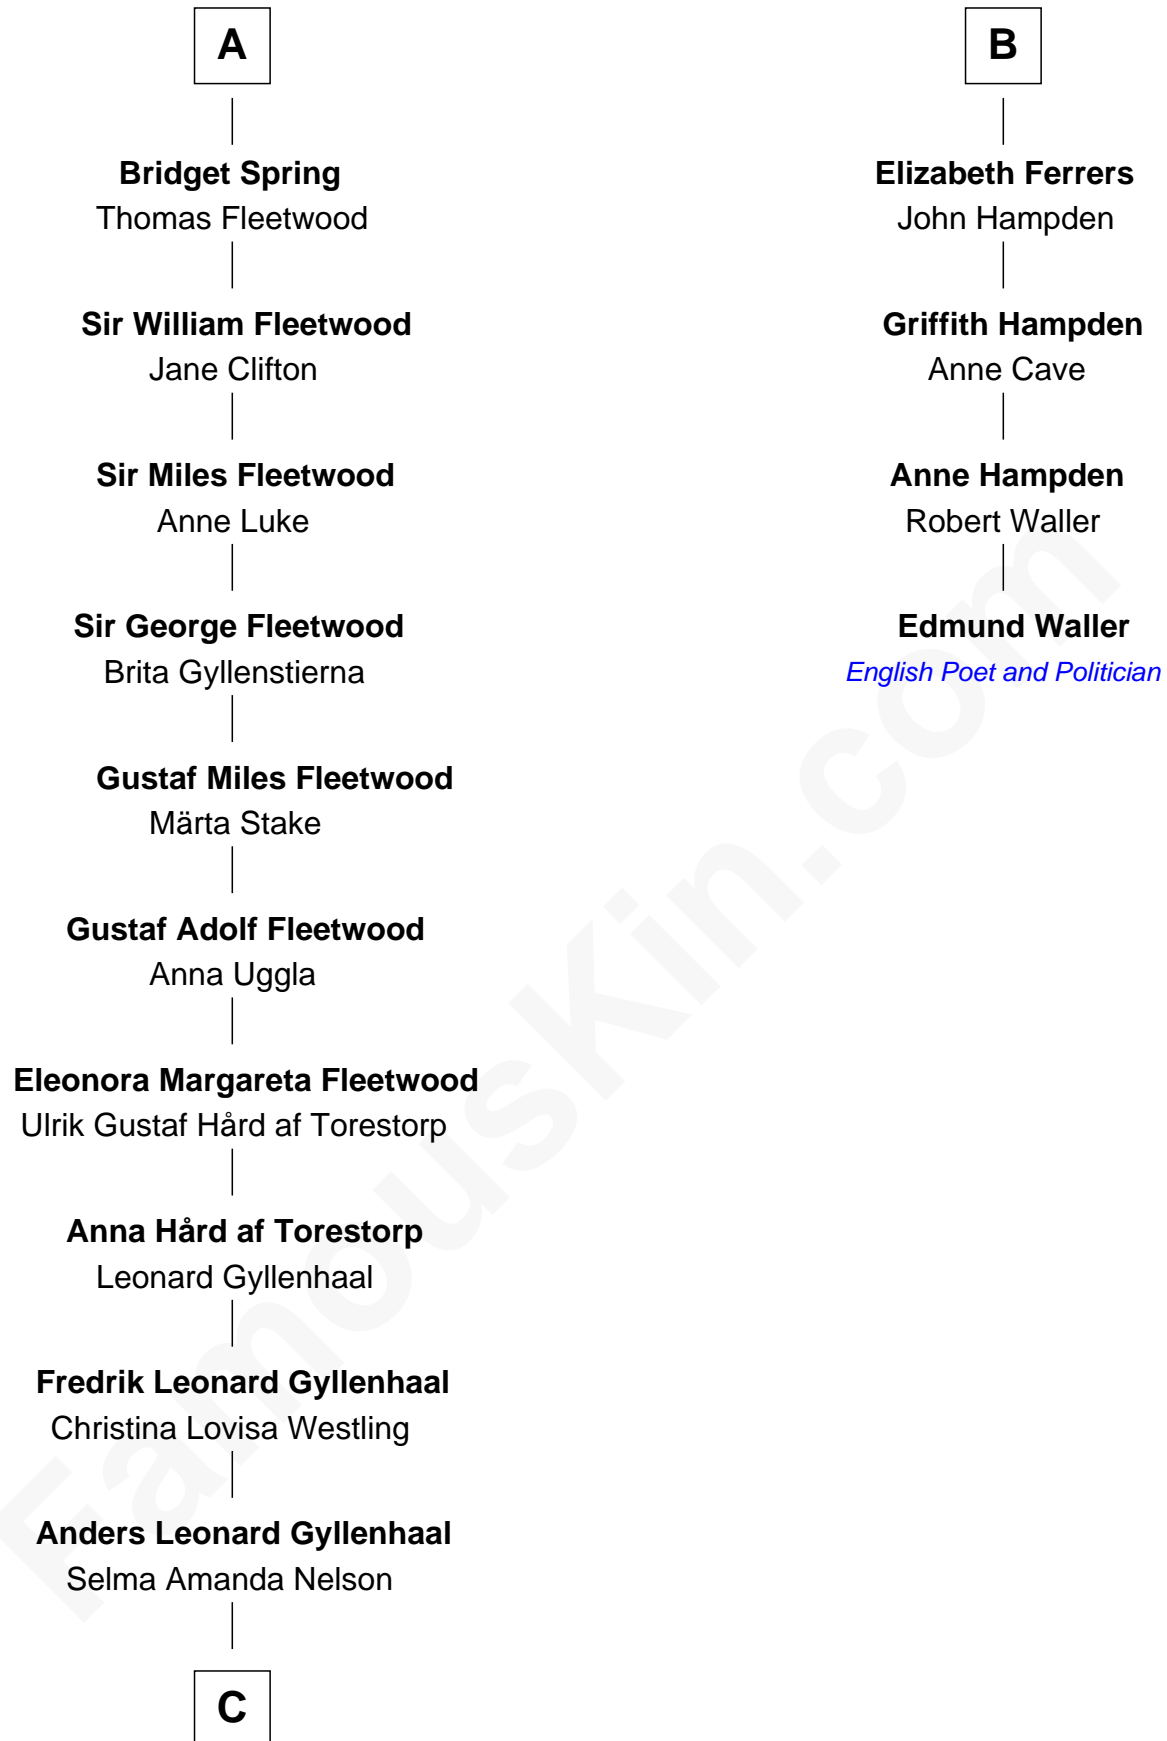 A
Bridget Spring
Thomas Fleetwood
Sir William Fleetwood
Jane Clifton
Sir Miles Fleetwood
Anne Luke
Sir George Fleetwood
Brita Gyllenstierna
Gustaf Miles Fleetwood
Märta Stake
Gustaf Adolf Fleetwood
Anna Uggla
Eleonora Margareta Fleetwood
Ulrik Gustaf Hård af Torestorp
Anna Hård af Torestorp
Leonard Gyllenhaal
Fredrik Leonard Gyllenhaal
Christina Lovisa Westling
Anders Leonard Gyllenhaal
Selma Amanda Nelson
C
B
Elizabeth Ferrers
John Hampden
Griffith Hampden
Anne Cave
Anne Hampden
Robert Waller
Edmund Waller
English Poet and Politician
FamousKin.com